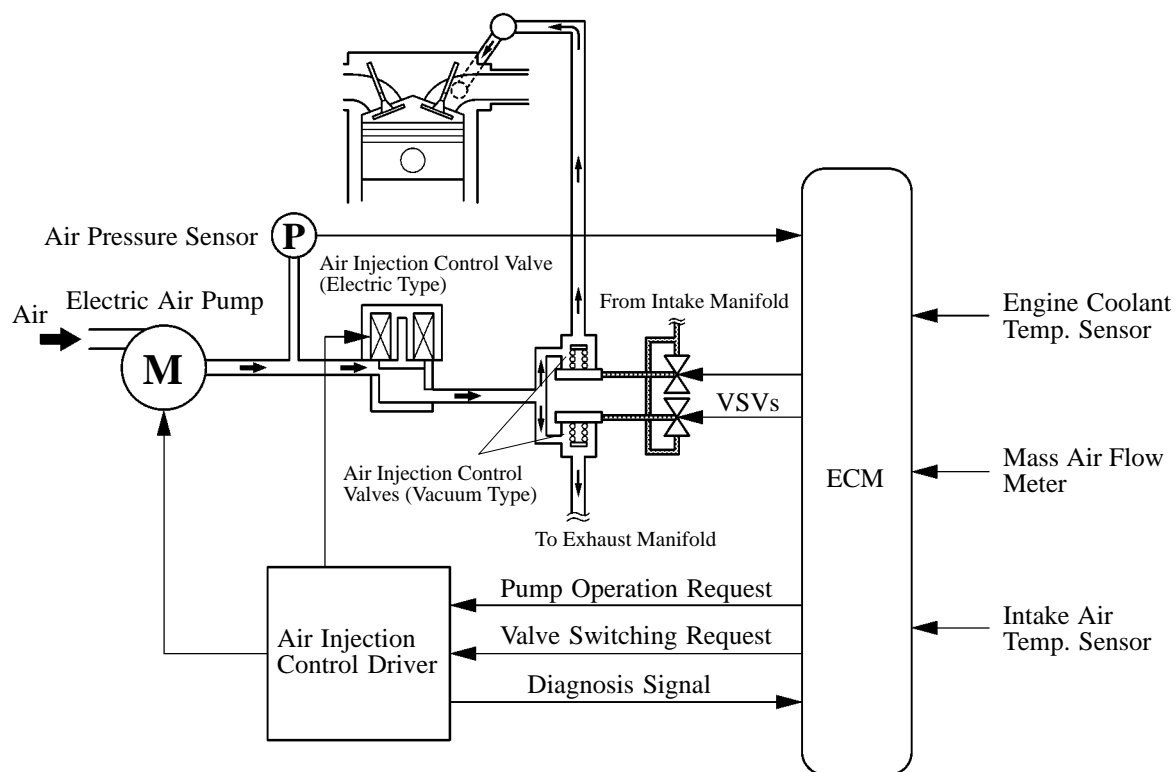 Air Pressure Sensor
P
Air Injection Control Valve
(Electric Type)
Electric Air Pump
Air
M
From Intake Manifold
VSVs
Air Injection Control
Valves (Vacuum Type)
To Exhaust Manifold
ECM
Engine Coolant
Temp. Sensor
Mass Air Flow
Meter
Intake Air
Temp. Sensor
Pump Operation Request
Valve Switching Request
Diagnosis Signal
Air Injection
Control Driver